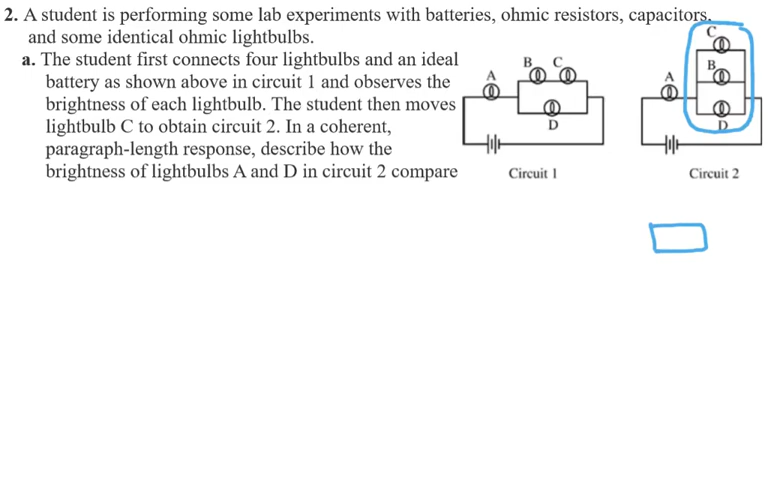 2. A student is performing some lab experiments with batteries, ohmic resistors, capacitors,
and some identical ohmic lightbulbs.
a. The student first connects four lightbulbs and an ideal
battery as shown above in circuit 1 and observes the
brightness of each lightbulb. The student then moves
lightbulb C to obtain circuit 2. In a coherent,
paragraph-length response, describe how the
brightness of lightbulbs A and D in circuit 2 compare
A
B C
D
Circuit 1
C
B
A
D
Circuit 2